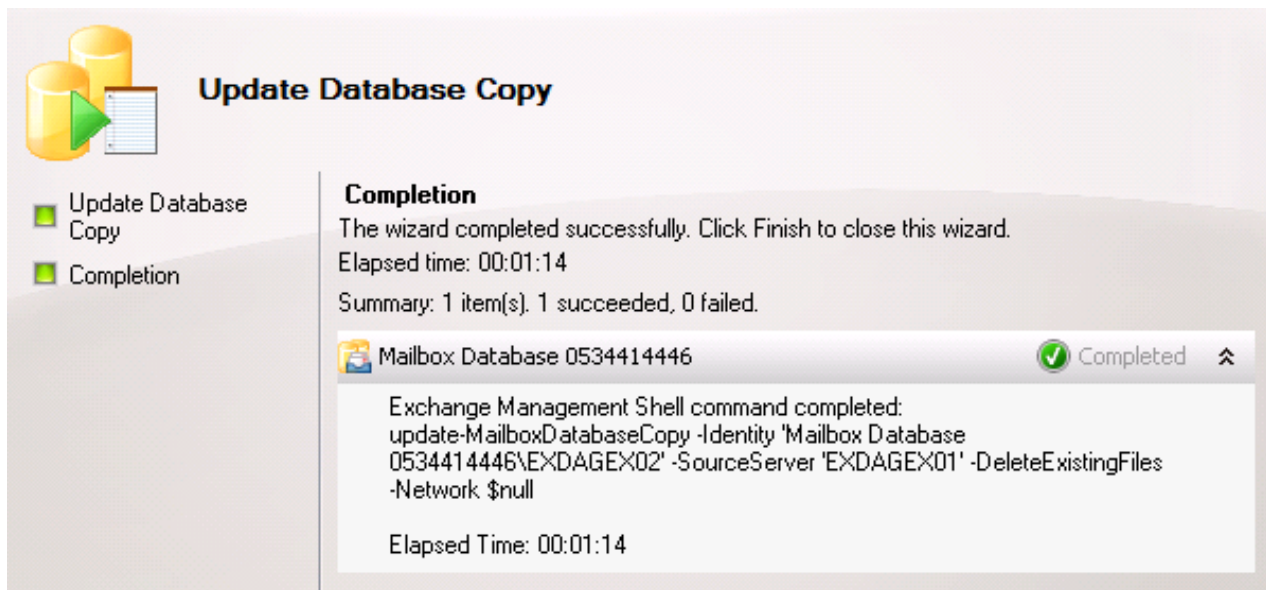 Update Database Copy
Update Database
Copy
Completion
Completion
The wizard completed successfully. Click Finish to close this wizard.
Elapsed time: 00:01:14
Summary: 1 item(s). 1 succeeded, 0 failed.
Mailbox Database 0534414446
Completed
Exchange Management Shell command completed:
update-MailboxDatabaseCopy -Identity 'Mailbox Database
0534414446\EXDAGEX02' -SourceServer 'EXDAGEX01' -DeleteExistingFiles
-Network $null
Elapsed Time: 00:01:14